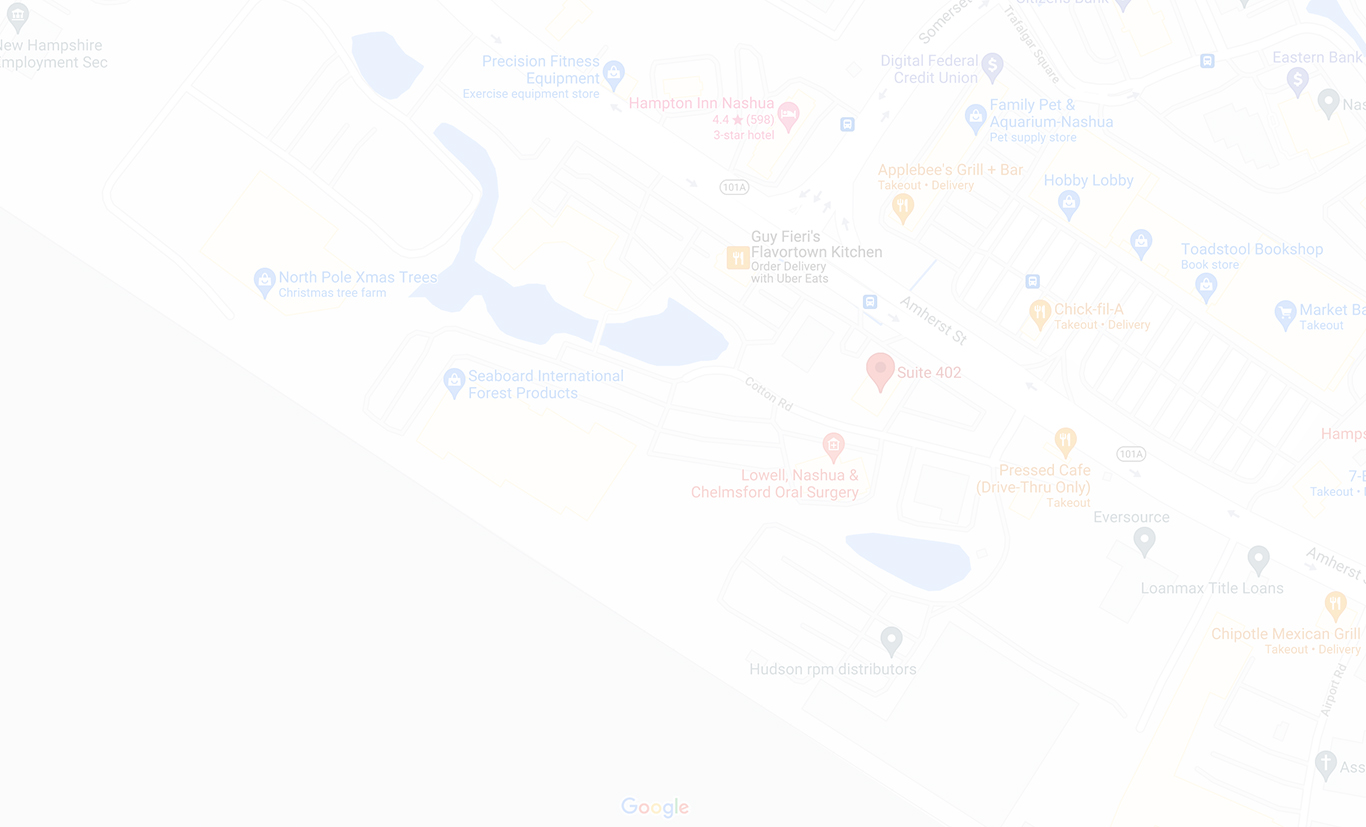 Citizens Bank
Somerset
Trafalgar Square
New Hampshire
Employment Sec
Precision Fitness
Equipment
Exercise equipment store
Digital Federal
Credit Union
Eastern Bank
Hampton Inn Nashua
4.4 ★ (598)
3-star hotel
Family Pet &
Aquarium-Nashua
Pet supply store
Nas
101A
Applebee's Grill + Bar
Takeout • Delivery
Hobby Lobby
Guy Fieri's
Flavortown Kitchen
Order Delivery
with Uber Eats
Toadstool Bookshop
Book store
North Pole Xmas Trees
Christmas tree farm
Amherst St
Chick-fil-A
Takeout • Delivery
Market Ba
Takeout
Seaboard International
Forest Products
Cotton Rd
Suite 402
Hamps
101A
Lowell, Nashua &
Chelmsford Oral Surgery
Pressed Cafe
(Drive-Thru Only)
Takeout
7-E
Takeout •
Eversource
Amherst S
Loanmax Title Loans
Chipotle Mexican Grill
Takeout • Delivery
Hudson rpm distributors
Airport Rd
Ass
Google